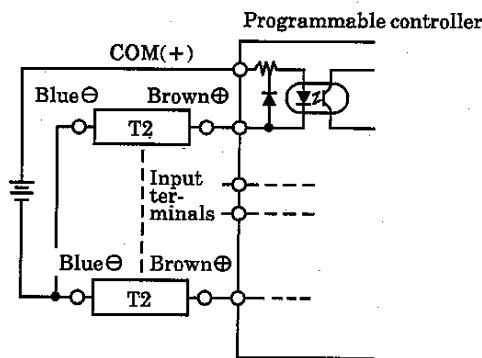 Programmable controller
COM(+)
Blue⊖
Brown⊕
T2
Input
ter-
minals
Blue⊖
Brown⊕
T2